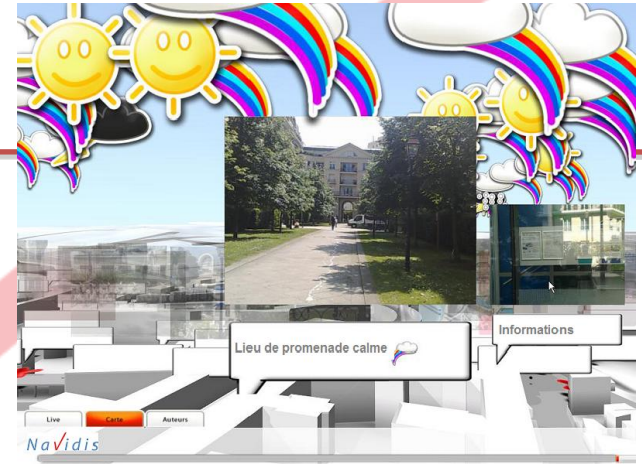 Lieu de promenade calme
Informations
Live
Carte
Auteurs
Navidis